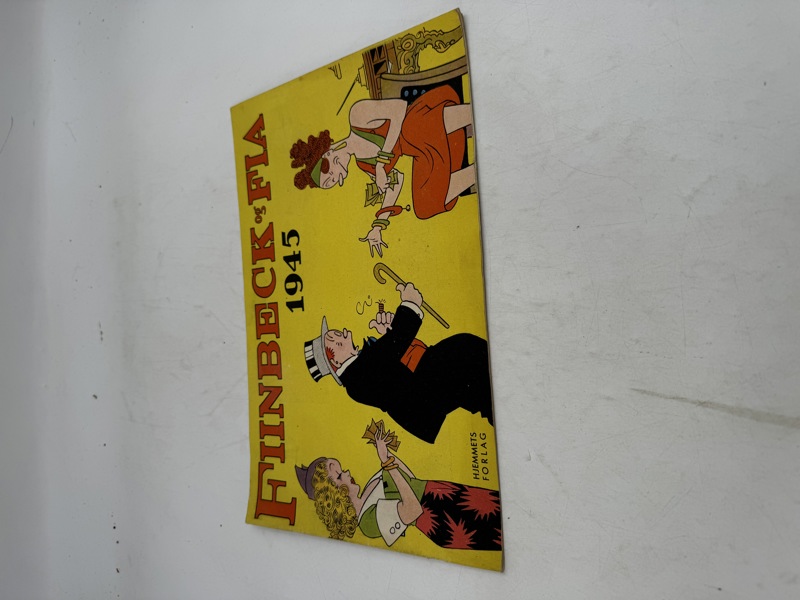 FIINBECK og FIA
1945
HJEMMETS
FORLAG